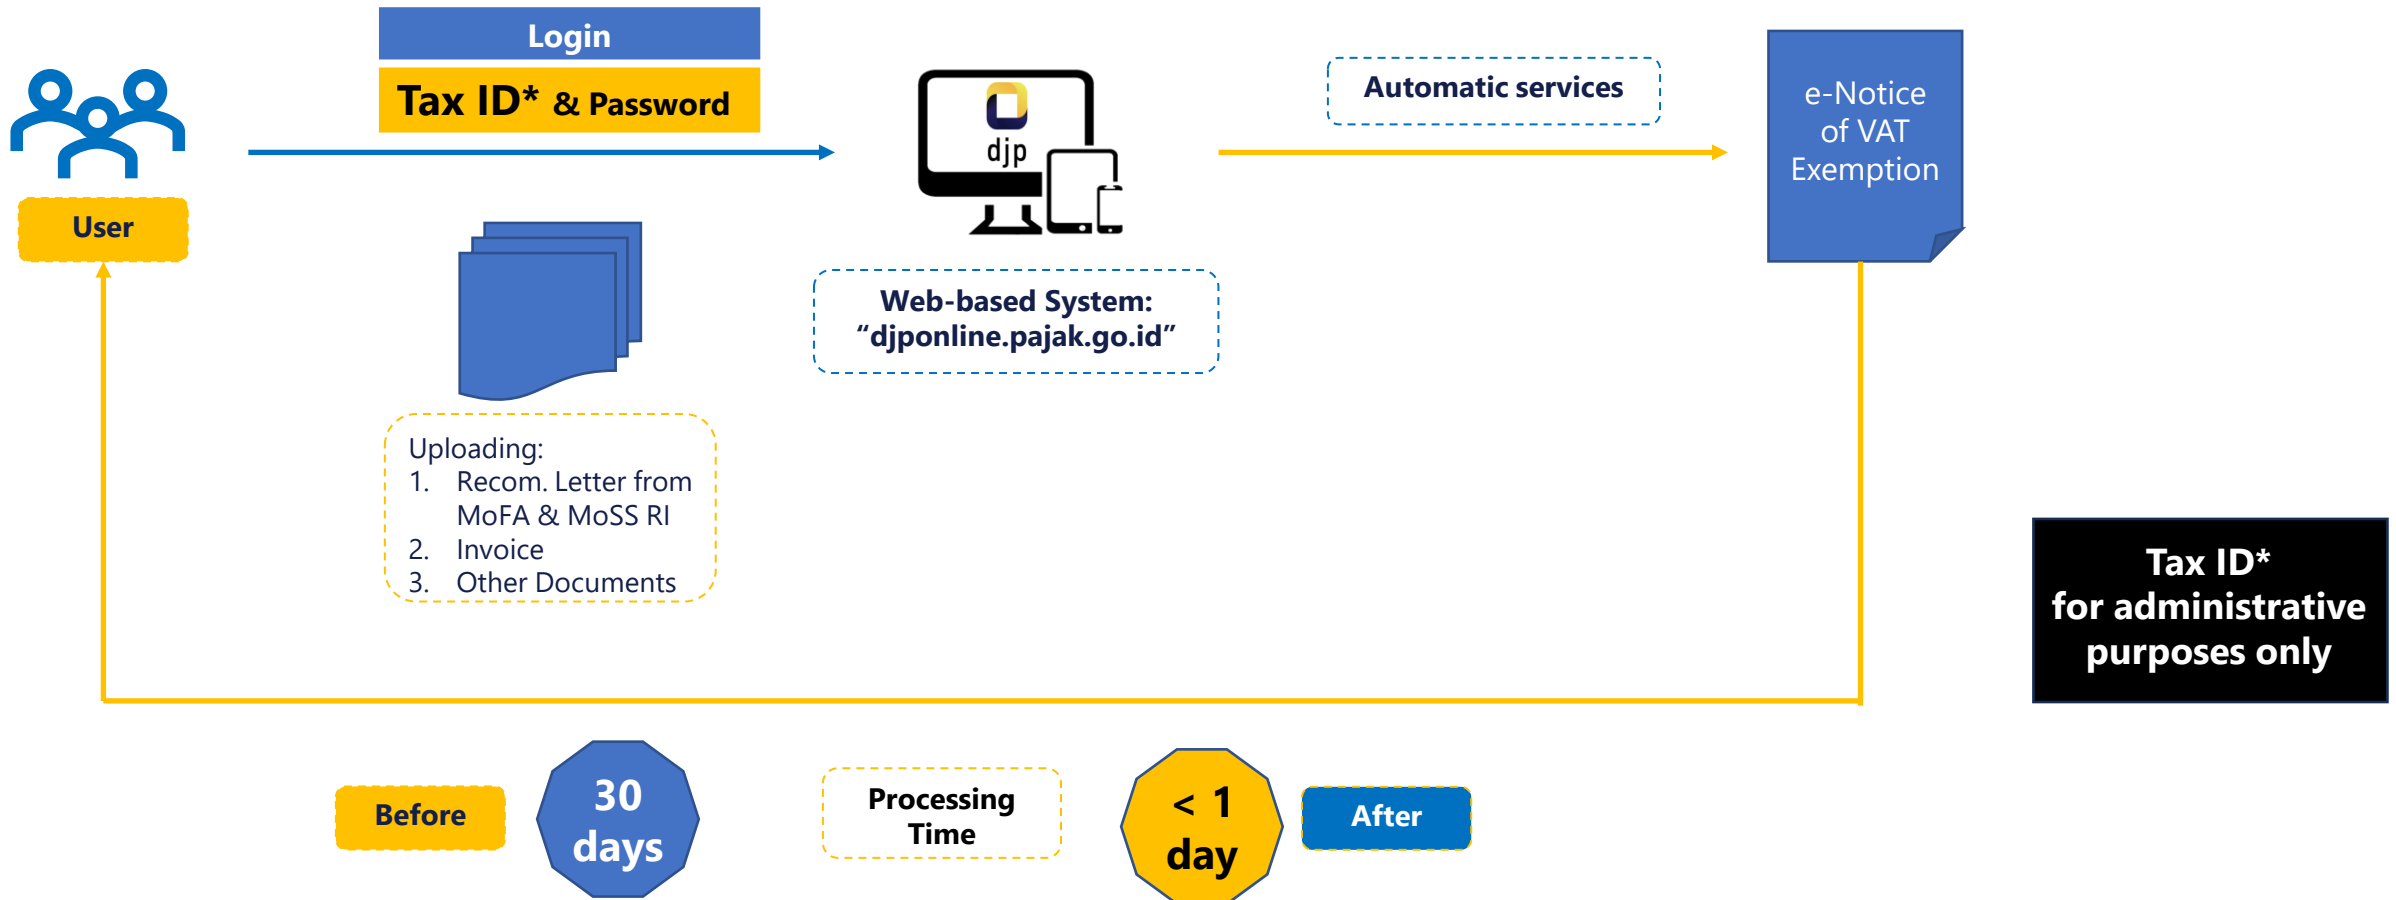 Login
Tax ID* & Password
User
djp
Automatic services
e-Notice
of VAT
Exemption
Web-based System:
“djponline.pajak.go.id”
Uploading:
1. Recom. Letter from
MoFA & MoSS RI
2. Invoice
3. Other Documents
Tax ID*
for administrative
purposes only
Before
30
days
Processing
Time
< 1
day
After